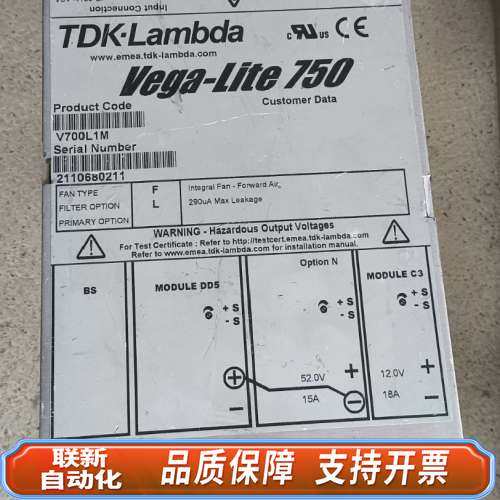 Input Connection
TDK·Lambda
www.emea.tdk-lambda.com
c UL US CE
Vega-Lite 750
Product Code
Customer Data
V700L1M
Serial Number
2110680211
FAN TYPE F Integral Fan - Forward Air
FILTER OPTION L 290uA Max Leakage
PRIMARY OPTION
WARNING - Hazardous Output Voltages
For Test Certificate : Refer to http://testcert.emea.tdk-lambda.com
Refer to www.emea.tdk-lambda.com for installation manual.
BS
MODULE DD5
Option N
MODULE C3
+ S
- S
+ S
- S
+ S
- S
+
−
52.0V
15A
+
−
12.0V
18A
+
−
联新
自动化
品质保障 支持开票